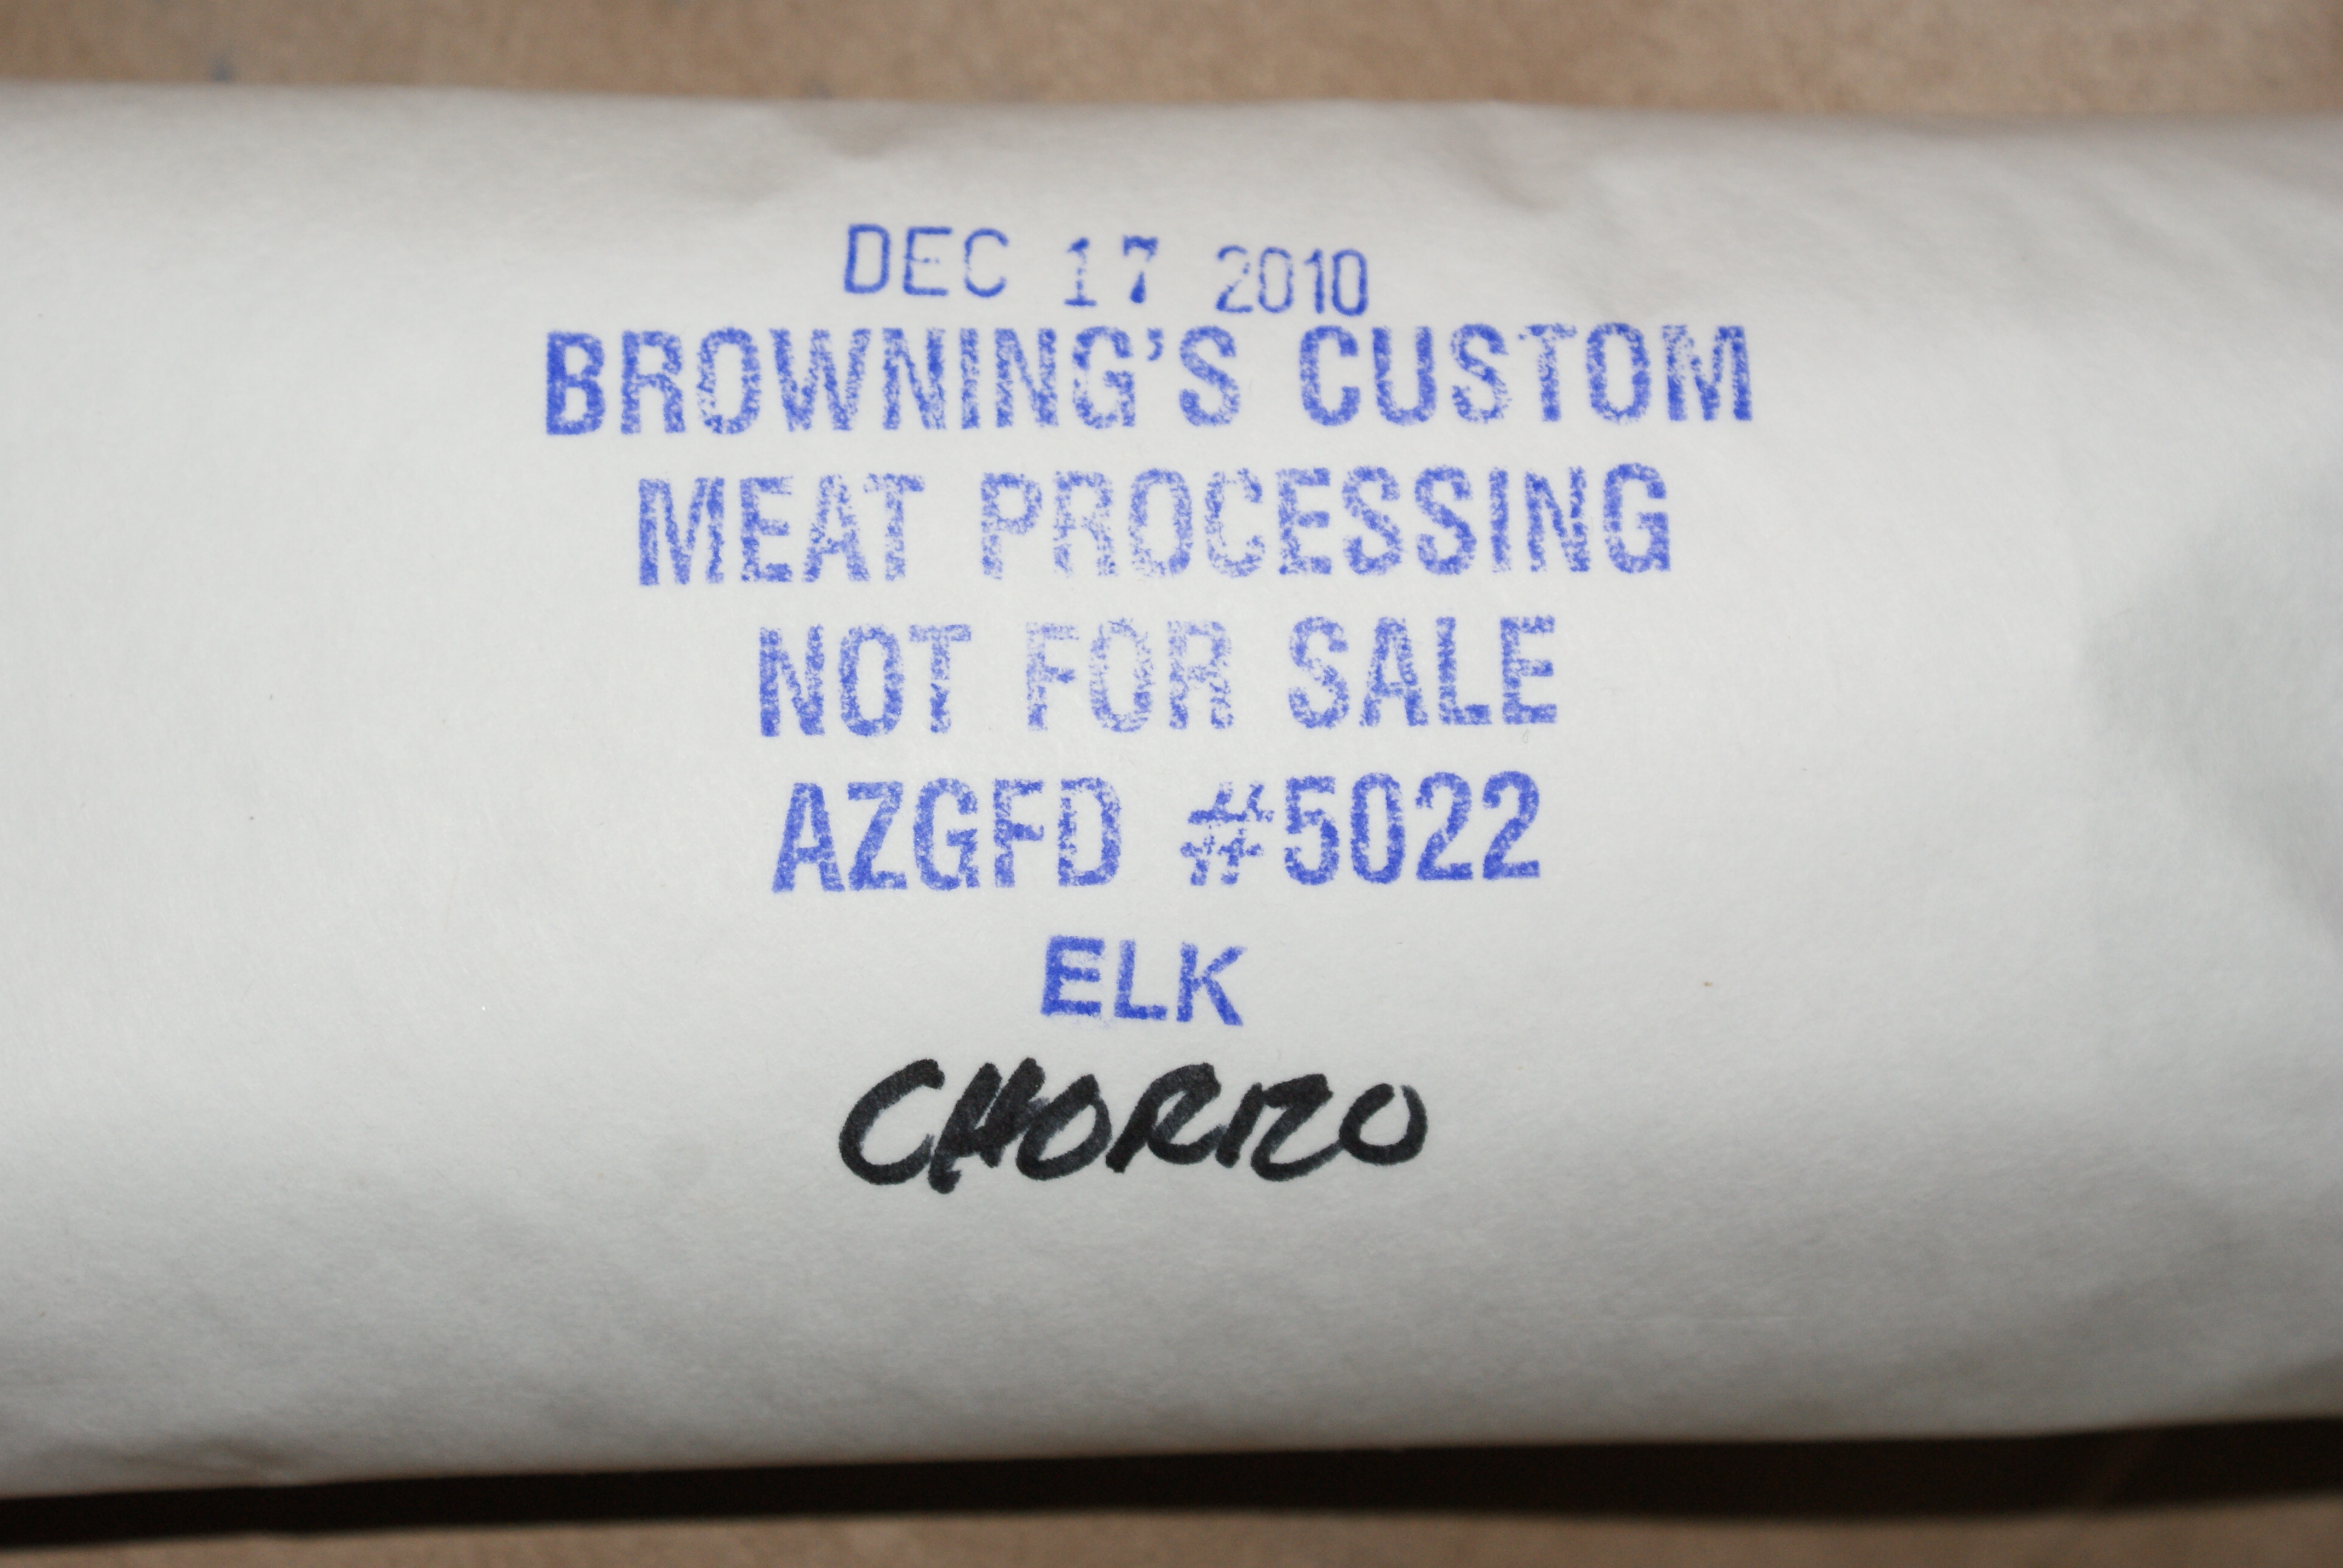 DEC 17 2010
BROWNING'S CUSTOM
MEAT PROCESSING
NOT FOR SALE
AZGFD #5022
ELK
CHORIZO